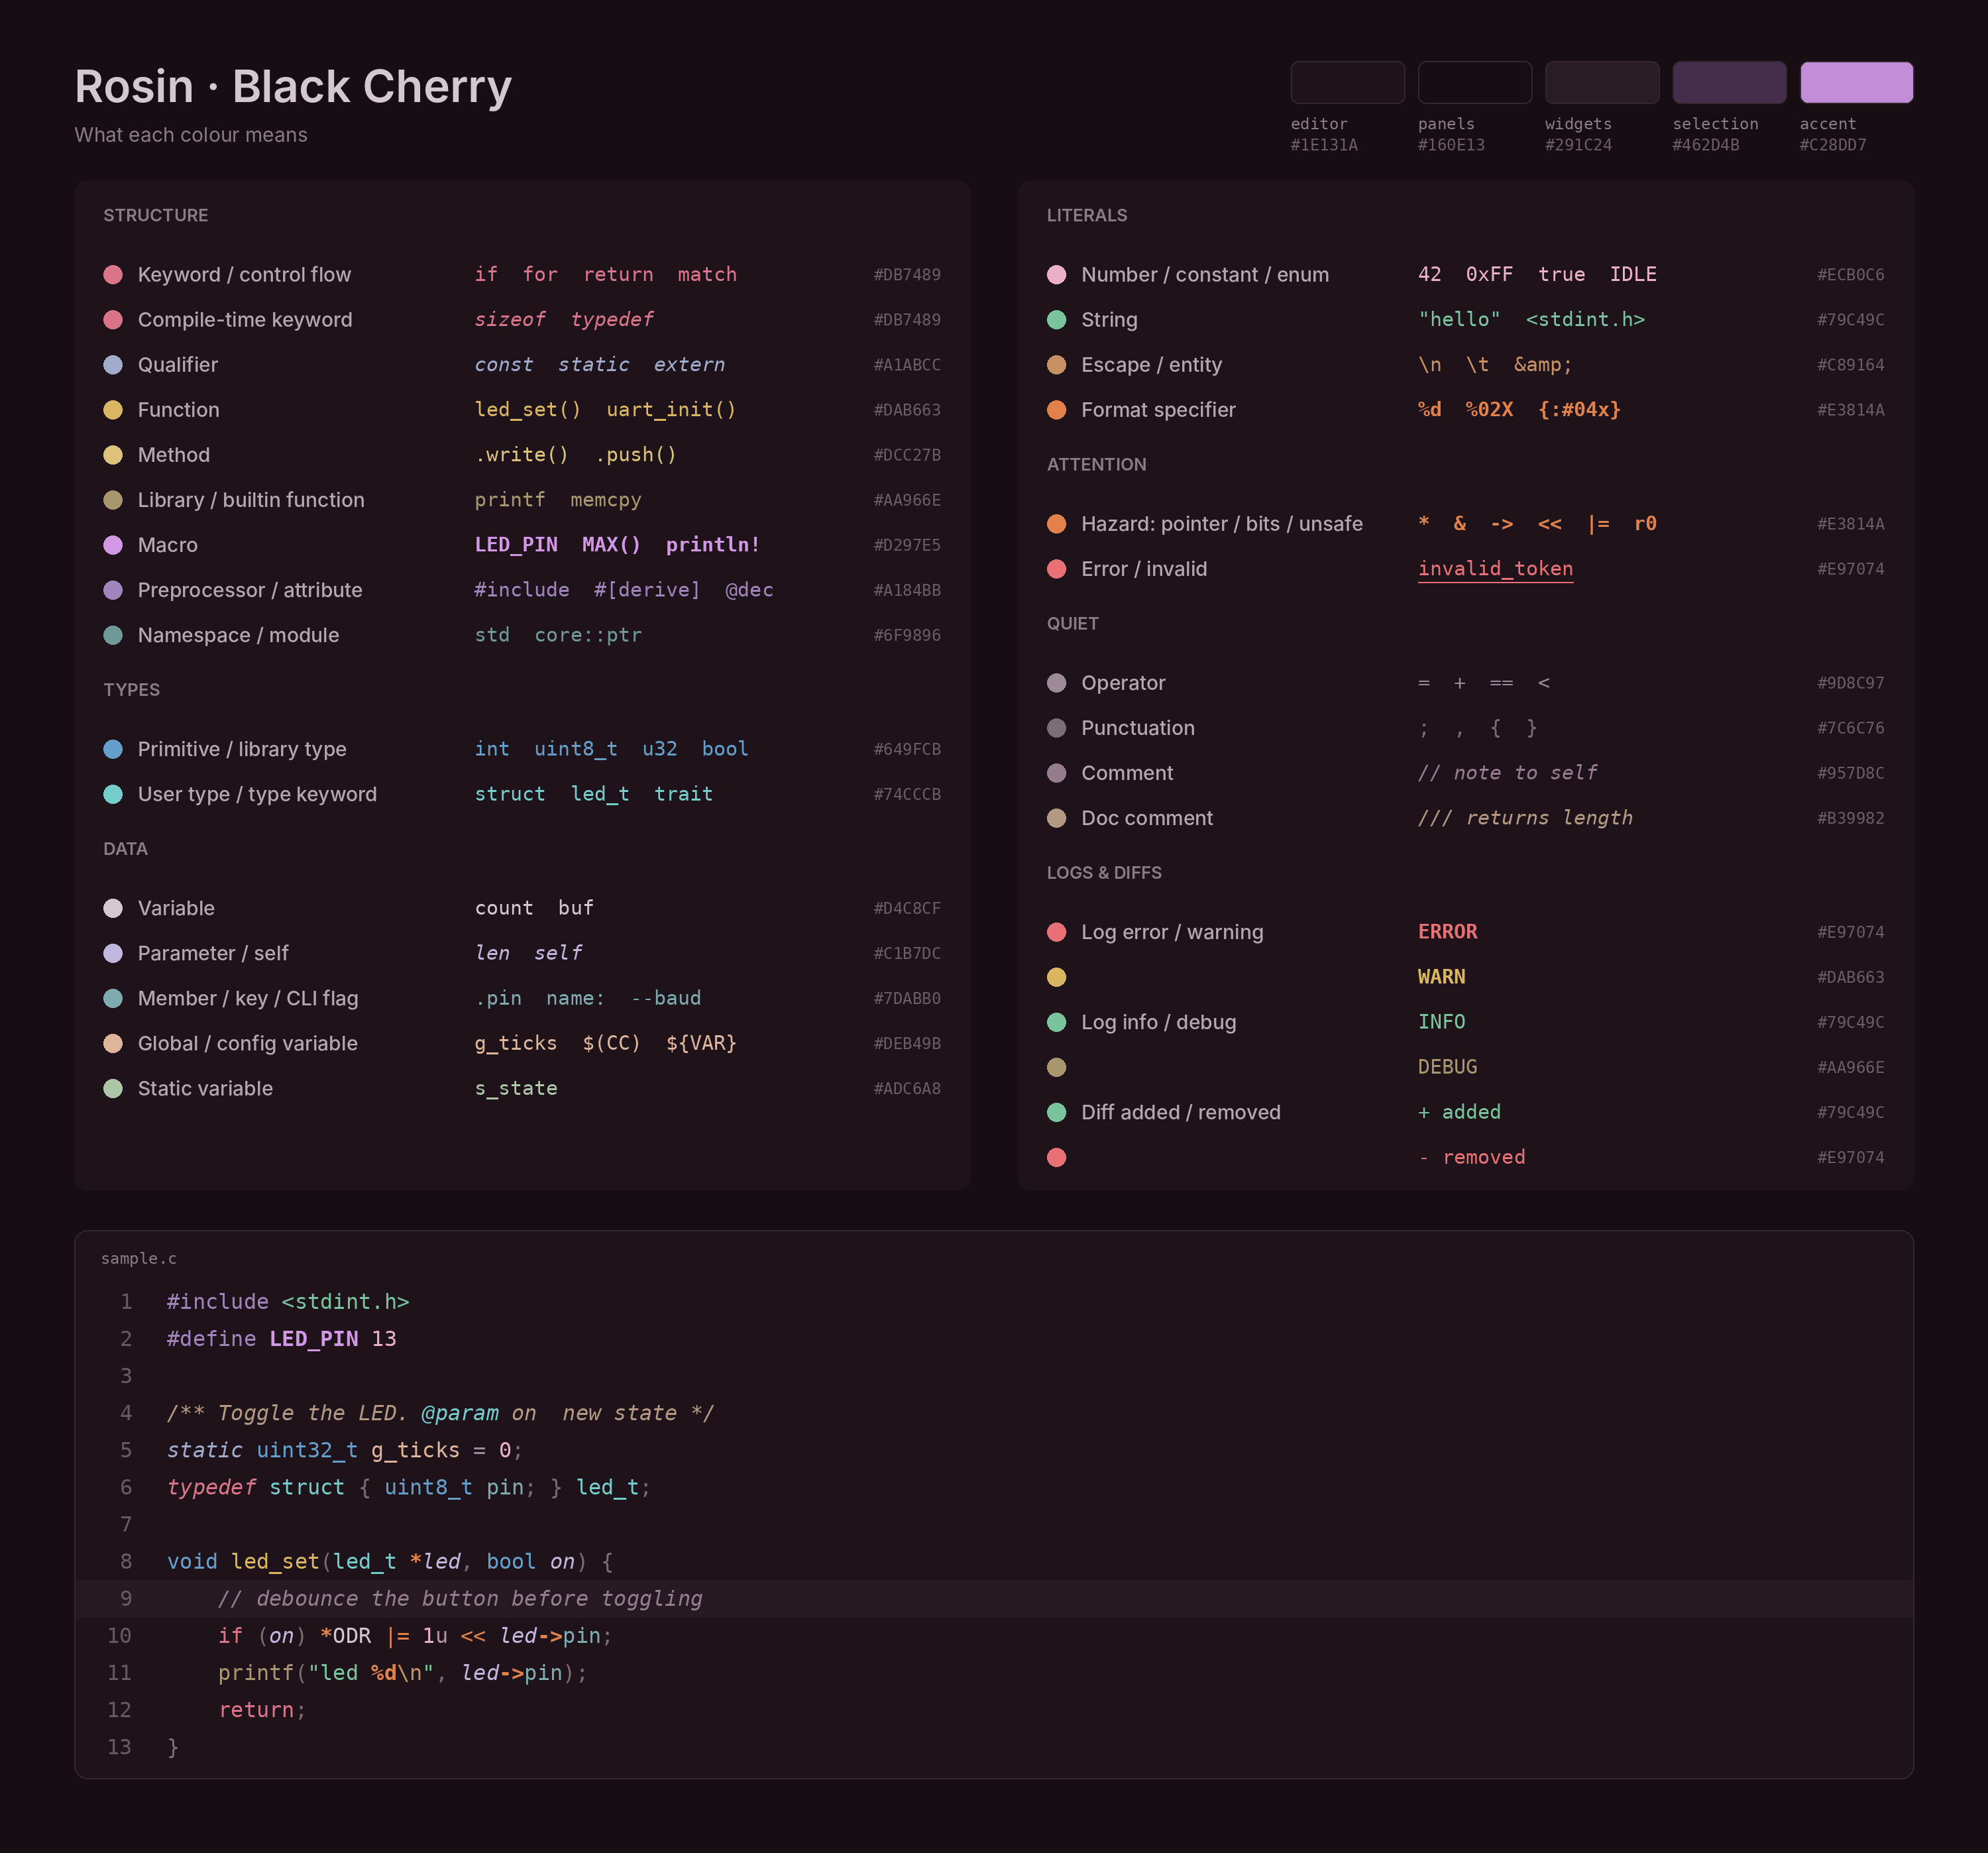 Rosin · Black Cherry
What each colour means
editor panels widgets selection accent
#1E131A #160E13 #291C24 #462D4B #C28DD7
STRUCTURE
Keyword / control flow if for return match #DB7489
Compile-time keyword sizeof typedef #DB7489
Qualifier const static extern #A1ABCC
Function led_set() uart_init() #DAB663
Method .write() .push() #DCC27B
Library / builtin function printf memcpy #AA966E
Macro LED_PIN MAX() println! #D297E5
Preprocessor / attribute #include #[derive] @dec #A184BB
Namespace / module std core::ptr #6F9896
TYPES
Primitive / library type int uint8_t u32 bool #649FCB
User type / type keyword struct led_t trait #74CCCB
DATA
Variable count buf #D4C8CF
Parameter / self len self #C1B7DC
Member / key / CLI flag .pin name: --baud #7DABB0
Global / config variable g_ticks $(CC) ${VAR} #DEB49B
Static variable s_state #ADC6A8
LITERALS
Number / constant / enum 42 0xFF true IDLE #ECB0C6
String "hello" <stdint.h> #79C49C
Escape / entity \n \t &amp; #C89164
Format specifier %d %02X {:#04x} #E3814A
ATTENTION
Hazard: pointer / bits / unsafe * & -> << |= r0 #E3814A
Error / invalid invalid_token #E97074
QUIET
Operator = + == < #9D8C97
Punctuation ; , { } #7C6C76
Comment // note to self #957D8C
Doc comment /// returns length #B39982
LOGS & DIFFS
Log error / warning ERROR #E97074
WARN #DAB663
Log info / debug INFO #79C49C
DEBUG #AA966E
Diff added / removed + added #79C49C
- removed #E97074
sample.c
1 #include <stdint.h>
2 #define LED_PIN 13
3
4 /** Toggle the LED. @param on  new state */
5 static uint32_t g_ticks = 0;
6 typedef struct { uint8_t pin; } led_t;
7
8 void led_set(led_t *led, bool on) {
9     // debounce the button before toggling
10     if (on) *ODR |= 1u << led->pin;
11     printf("led %d\n", led->pin);
12     return;
13 }